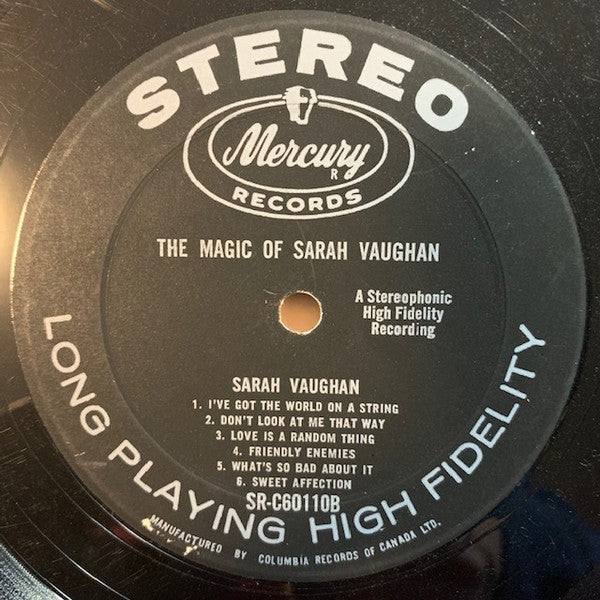 STEREO
Mercury
R
RECORDS
THE MAGIC OF SARAH VAUGHAN
A Stereophonic
High Fidelity
Recording
SARAH VAUGHAN
1. I'VE GOT THE WORLD ON A STRING
2. DON'T LOOK AT ME THAT WAY
3. LOVE IS A RANDOM THING
4. FRIENDLY ENEMIES
5. WHAT'S SO BAD ABOUT IT
6. SWEET AFFECTION
SR-C60110B
LONG PLAYING HIGH FIDELITY
MANUFACTURED BY COLUMBIA RECORDS OF CANADA LTD.